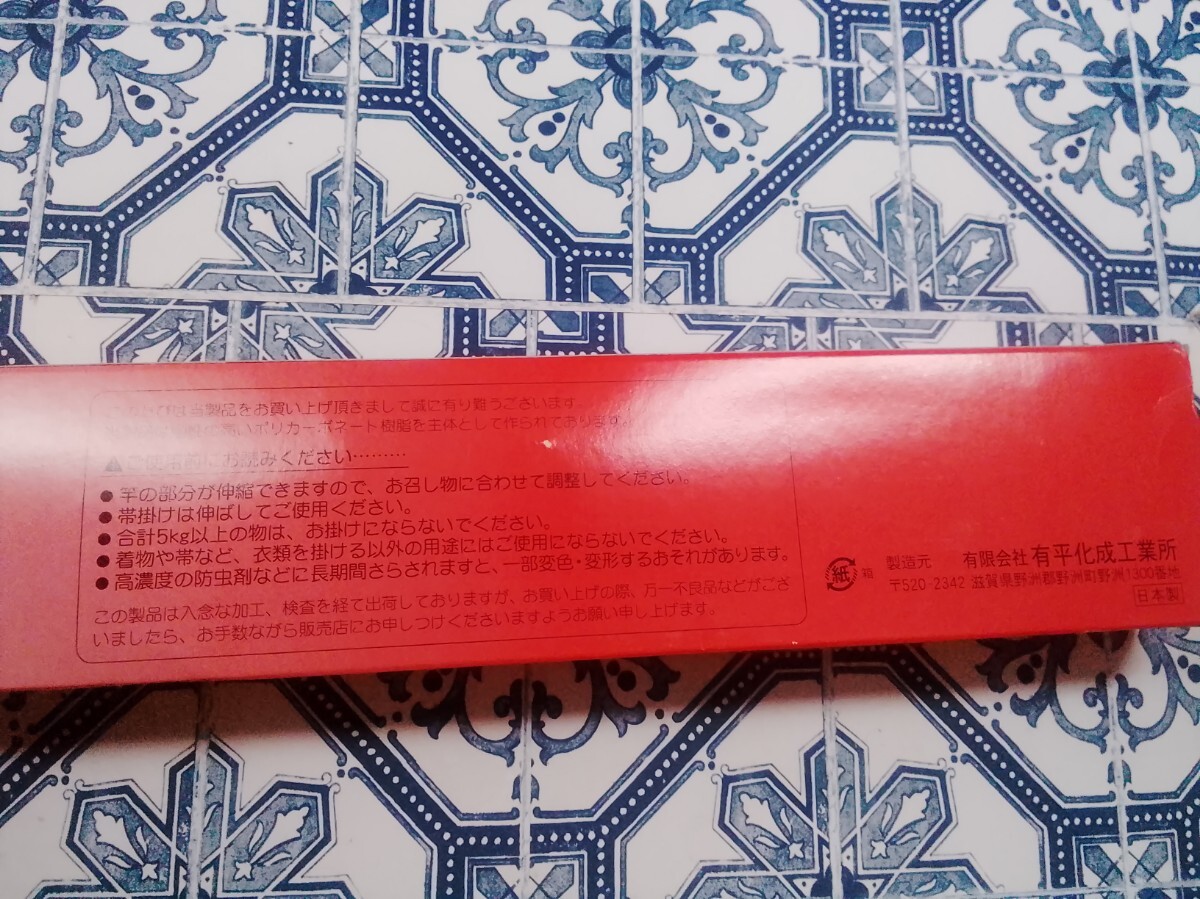 当製品をお買い上げ頂きまして誠に有り難うございます。
ポリカーボネート樹脂を主体として作られております。
▲ご使用前にお読みください………
●竿の部分が伸縮できますので、お召し物に合わせて調整してください。
●帯掛けは伸ばしてご使用ください。
●合計5kg以上の物は、お掛けにならないでください。
●着物や帯など、衣類を掛ける以外の用途にはご使用にならないでください。
●高濃度の防虫剤などに長期間さらされますと、一部変色・変形するおそれがあります。
この製品は入念な加工、検査を経て出荷しておりますが、お買い上げの際、万一不良品などがござ
いましたら、お手数ながら販売店にお申しつけくださいますようお願い申し上げます。
紙 箱
製造元 有限会社有平化成工業所
〒520-2342 滋賀県野洲郡野洲町野洲1300番地
日本製